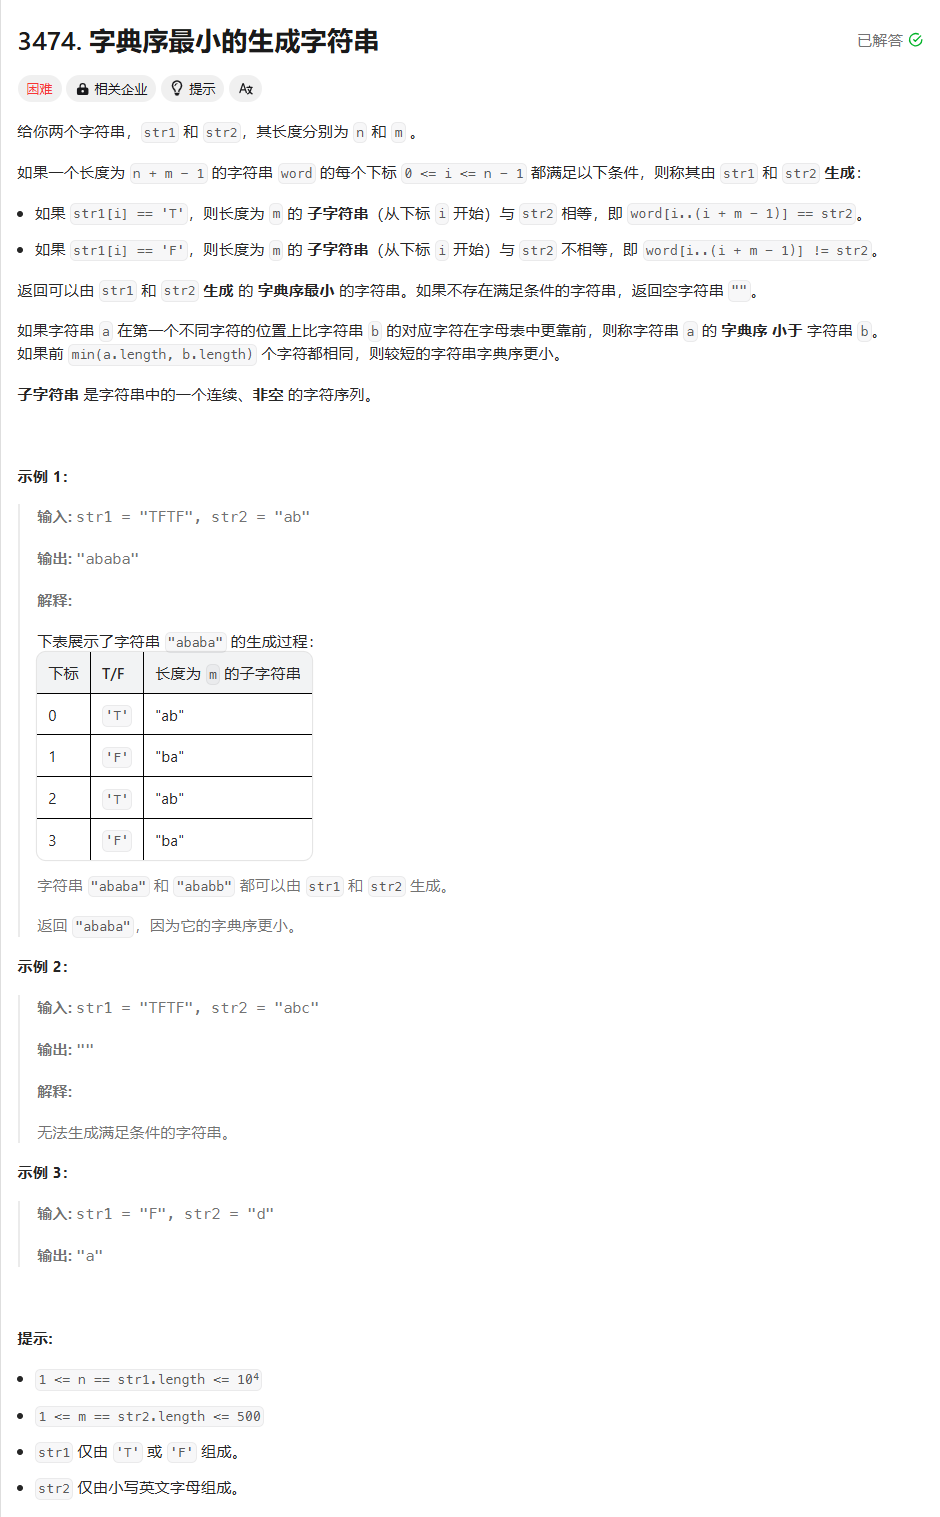 3474. 字典序最小的生成字符串
已解答
困难 相关企业 提示
给你两个字符串，str1 和 str2，其长度分别为 n 和 m 。
如果一个长度为 n + m - 1 的字符串 word 的每个下标 0 <= i <= n - 1 都满足以下条件，则称其由 str1 和 str2 生成：
如果 str1[i] == 'T'，则长度为 m 的 子字符串（从下标 i 开始）与 str2 相等，即 word[i..(i + m - 1)] == str2。
如果 str1[i] == 'F'，则长度为 m 的 子字符串（从下标 i 开始）与 str2 不相等，即 word[i..(i + m - 1)] != str2。
返回可以由 str1 和 str2 生成 的 字典序最小 的字符串。如果不存在满足条件的字符串，返回空字符串 ""。
如果字符串 a 在第一个不同字符的位置上比字符串 b 的对应字符在字母表中更靠前，则称字符串 a 的 字典序 小于 字符串 b。
如果前 min(a.length, b.length) 个字符都相同，则较短的字符串字典序更小。
子字符串 是字符串中的一个连续、非空 的字符序列。
示例 1：
输入: str1 = "TFTF", str2 = "ab"
输出: "ababa"
解释:
下表展示了字符串 "ababa" 的生成过程：
下标 T/F 长度为 m 的子字符串
0 'T' "ab"
1 'F' "ba"
2 'T' "ab"
3 'F' "ba"
字符串 "ababa" 和 "ababb" 都可以由 str1 和 str2 生成。
返回 "ababa"，因为它的字典序更小。
示例 2：
输入: str1 = "TFTF", str2 = "abc"
输出: ""
解释:
无法生成满足条件的字符串。
示例 3：
输入: str1 = "F", str2 = "d"
输出: "a"
提示:
1 <= n == str1.length <= 10⁴
1 <= m == str2.length <= 500
str1 仅由 'T' 或 'F' 组成。
str2 仅由小写英文字母组成。